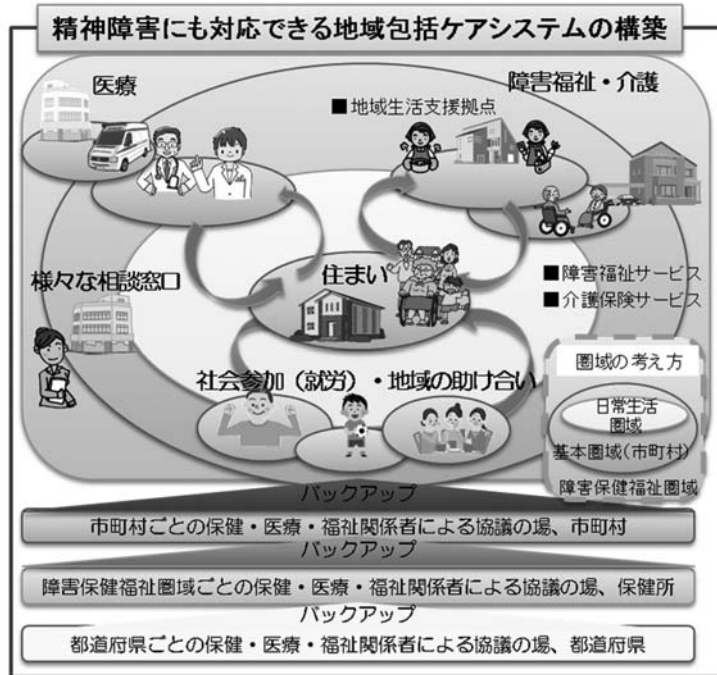 精神障害にも対応できる地域包括ケアシステムの構築
医療
障害福祉・介護
■ 地域生活支援拠点
様々な相談窓口
住まい
■ 障害福祉サービス
■ 介護保険サービス
社会参加（就労）・地域の助け合い
圏域の考え方
日常生活
圏域
基本圏域（市町村）
障害保健福祉圏域
バックアップ
市町村ごとの保健・医療・福祉関係者による協議の場、市町村
バックアップ
障害保健福祉圏域ごとの保健・医療・福祉関係者による協議の場、保健所
バックアップ
都道府県ごとの保健・医療・福祉関係者による協議の場、都道府県